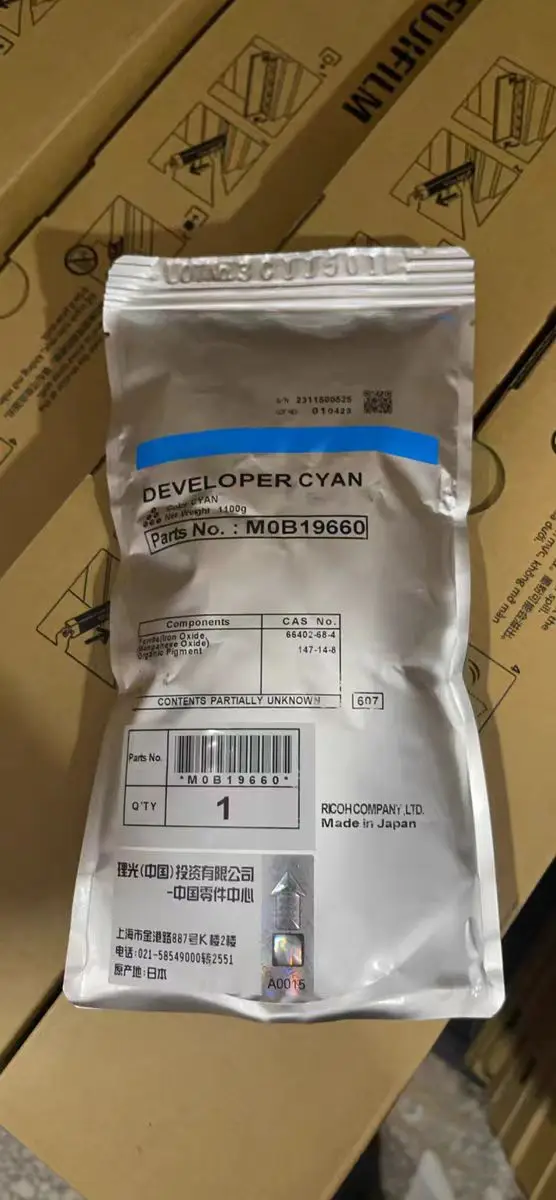 FUJIFILM
S/N 2311500525
LOT NO. 010423
DEVELOPER CYAN
Color CYAN
Net Weight 1100g
Parts No. : M0B19660
Components CAS No.
Ferrite(Iron Oxide, 66402-68-4
Manganese Oxide)
Organic Pigment 147-14-8
CONTENTS PARTIALLY UNKNOWN 607
Parts No.
*M0B19660*
Q'TY 1
RICOH COMPANY,LTD.
Made in Japan
理光(中国)投资有限公司
-中国零件中心
上海市金港路887号K楼2楼
电话:021-58549000转2551
原产地:日本
A0015